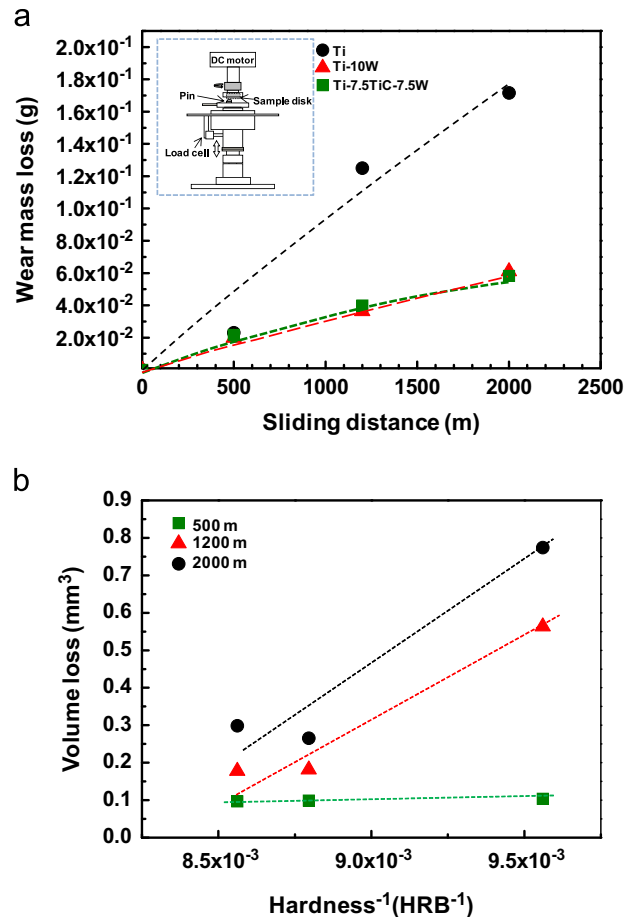 a
2.0x10⁻¹
1.8x10⁻¹
1.6x10⁻¹
1.4x10⁻¹
1.2x10⁻¹
1.0x10⁻¹
8.0x10⁻²
6.0x10⁻²
4.0x10⁻²
2.0x10⁻²
Wear mass loss (g)
DC motor
Pin
Sample disk
Load cell
Ti
Ti-10W
Ti-7.5TiC-7.5W
0 500 1000 1500 2000 2500
Sliding distance (m)
b
0.9
0.8
0.7
0.6
0.5
0.4
0.3
0.2
0.1
0.0
Volume loss (mm³)
500 m
1200 m
2000 m
8.5x10⁻³ 9.0x10⁻³ 9.5x10⁻³
Hardness⁻¹(HRB⁻¹)